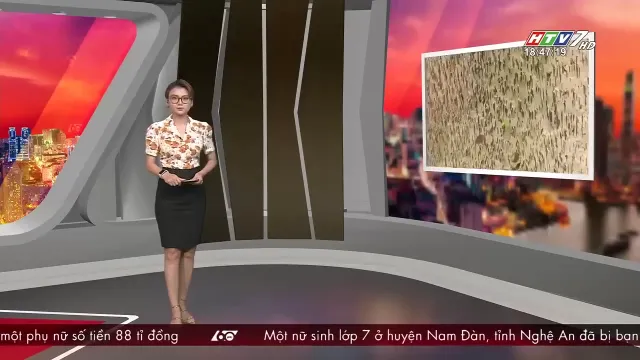 HTV7 HD
18:47:19
một phụ nữ số tiền 88 tỉ đồng 60 Một nữ sinh lớp 7 ở huyện Nam Đàn, tỉnh Nghệ An đã bị bạn